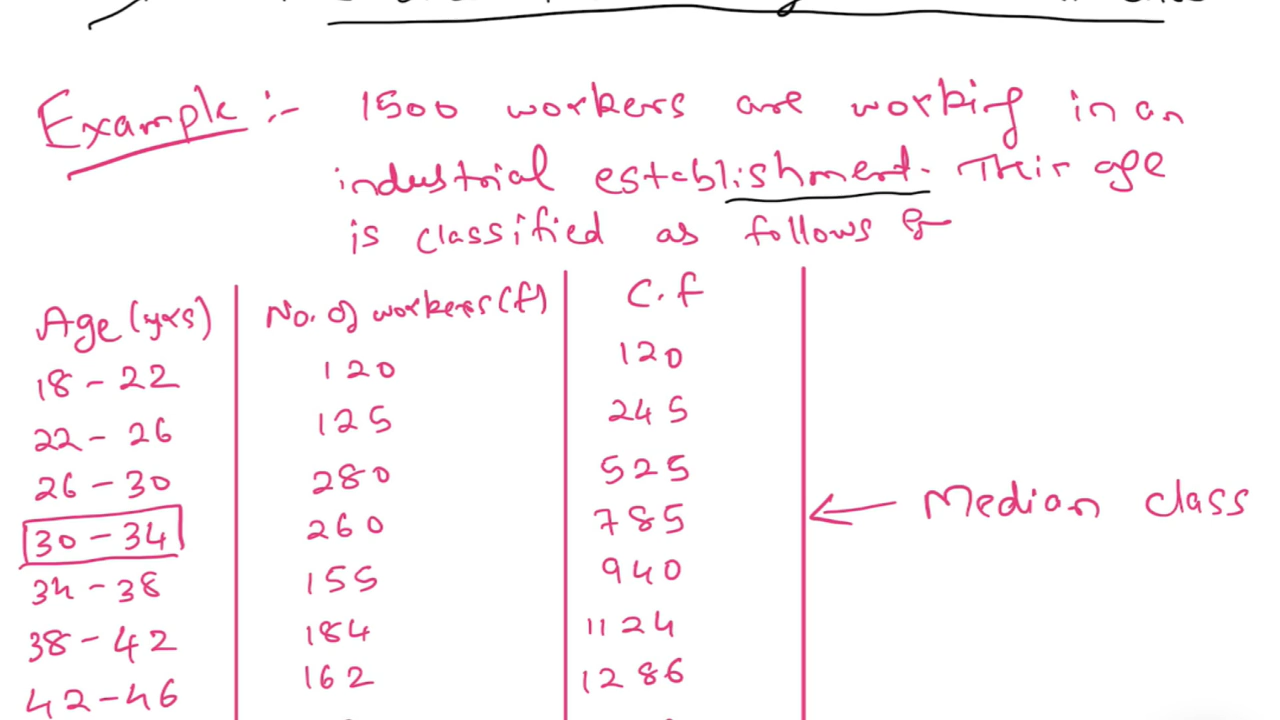 Example :- 1500 workers are working in an
industrial establishment. Their age
is classified as follows :-
Age (yrs) No. of workers (f) C.f
18 - 22 120 120
22 - 26 125 245
26 - 30 280 525
30 - 34 260 785 ← Median class
34 - 38 155 940
38 - 42 184 1124
42 - 46 162 1286